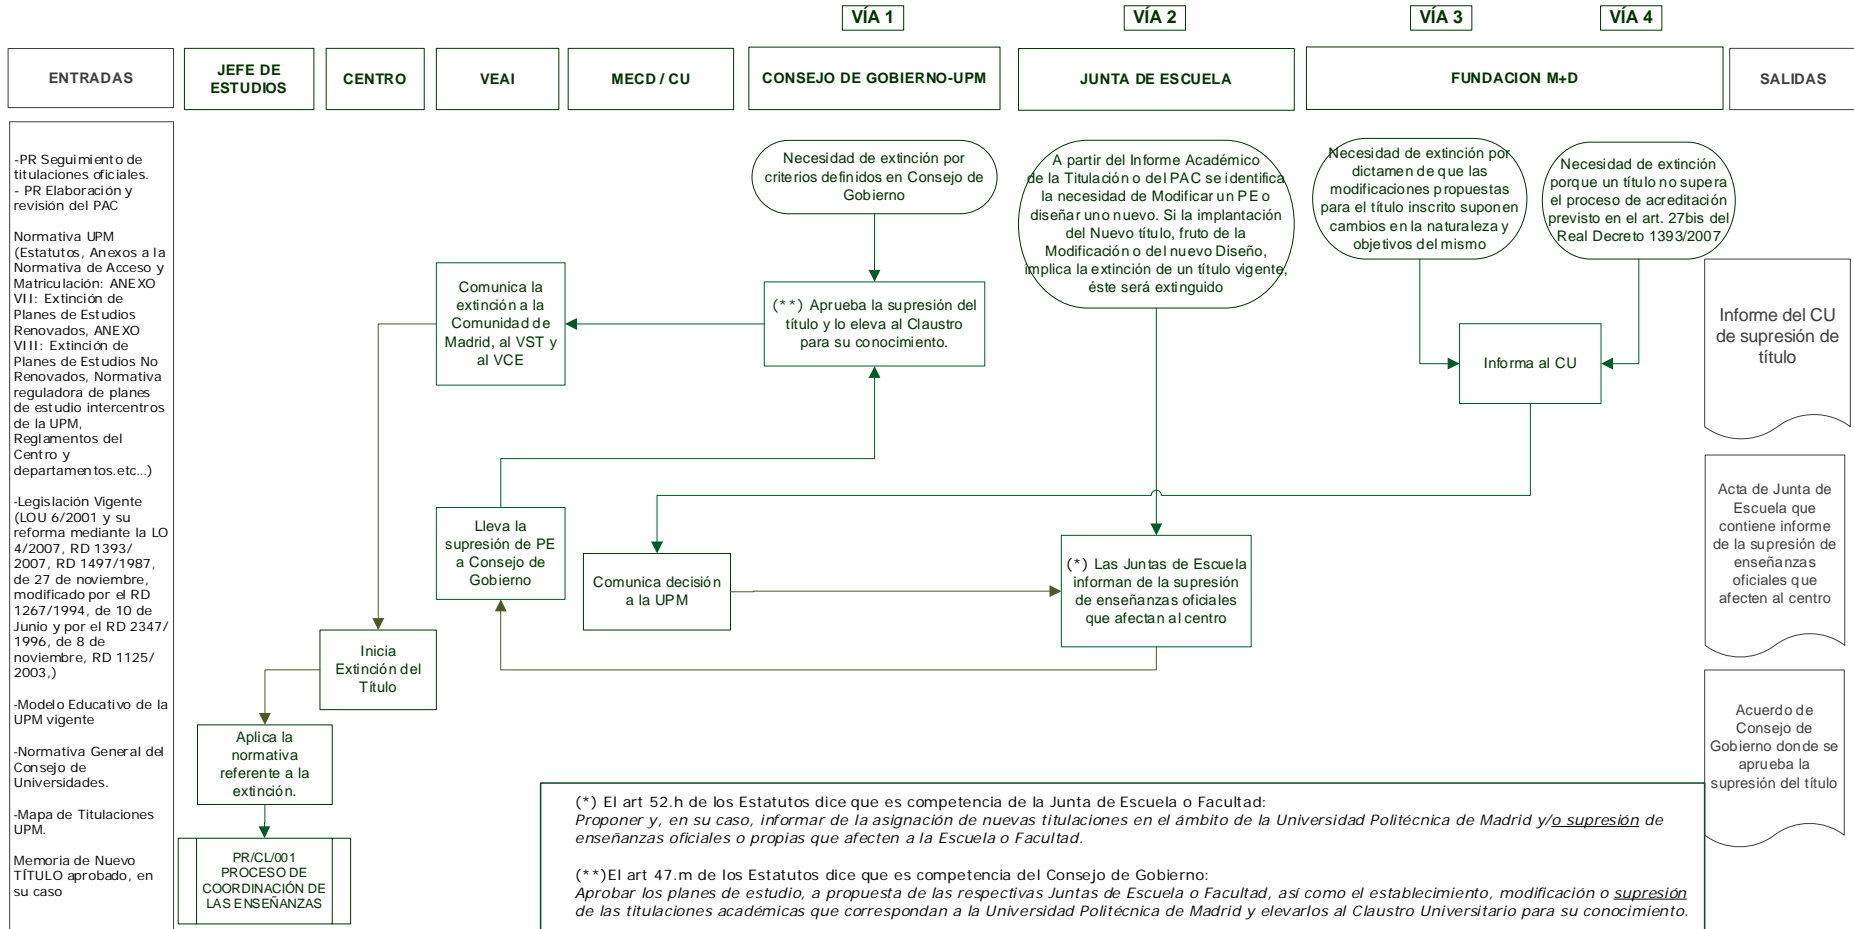 VÍA 1
VÍA 2
VÍA 3
VÍA 4
ENTRADAS
JEFE DE
ESTUDIOS
CENTRO
VEAI
MECD / CU
CONSEJO DE GOBIERNO-UPM
JUNTA DE ESCUELA
FUNDACION M+D
SALIDAS
-PR Seguimiento de
titulaciones oficiales.
- PR Elaboración y
revisión del PAC
Normativa UPM
(Estatutos, Anexos a la
Normativa de Acceso y
Matriculación: ANEXO
VII: Extinción de
Planes de Estudios
Renovados, ANEXO
VIII: Extinción de
Planes de Estudios No
Renovados, Normativa
reguladora de planes
de estudio intercentros
de la UPM,
Reglamentos del
Centro y
departamentos.etc...)
-Legislación Vigente
(LOU 6/2001 y su
reforma mediante la LO
4/2007, RD 1393/
2007, RD 1497/1987,
de 27 de noviembre,
modificado por el RD
1267/1994, de 10 de
Junio y por el RD 2347/
1996, de 8 de
noviembre, RD 1125/
2003,)
-Modelo Educativo de la
UPM vigente
-Normativa General del
Consejo de
Universidades.
-Mapa de Titulaciones
UPM.
Memoria de Nuevo
TÍTULO aprobado, en
su caso
Necesidad de extinción por
criterios definidos en Consejo de
Gobierno
A partir del Informe Académico
de la Titulación o del PAC se identifica
la necesidad de Modificar un PE o
diseñar uno nuevo. Si la implantación
del Nuevo título, fruto de la
Modificación o del nuevo Diseño,
implica la extinción de un título vigente,
éste será extinguido
Necesidad de extinción por
dictamen de que las
modificaciones propuestas
para el título inscrito suponen
cambios en la naturaleza y
objetivos del mismo
Necesidad de extinción
porque un título no supera
el proceso de acreditación
previsto en el art. 27bis del
Real Decreto 1393/2007
Comunica la
extinción a la
Comunidad de
Madrid, al VST y
al VCE
(**) Aprueba la supresión del
título y lo eleva al Claustro
para su conocimiento.
Informa al CU
Informe del CU
de supresión de
título
Lleva la
supresión de PE
a Consejo de
Gobierno
Comunica decisión
a la UPM
(*) Las Juntas de Escuela
informan de la supresión
de enseñanzas oficiales
que afectan al centro
Acta de Junta de
Escuela que
contiene informe
de la supresión de
enseñanzas
oficiales que
afecten al centro
Inicia
Extinción del
Título
Aplica la
normativa
referente a la
extinción.
Acuerdo de
Consejo de
Gobierno donde se
aprueba la
supresión del título
PR/CL/001
PROCESO DE
COORDINACIÓN DE
LAS ENSEÑANZAS
(*) El art 52.h de los Estatutos dice que es competencia de la Junta de Escuela o Facultad:
Proponer y, en su caso, informar de la asignación de nuevas titulaciones en el ámbito de la Universidad Politécnica de Madrid y/o supresión de
enseñanzas oficiales o propias que afecten a la Escuela o Facultad.
(**)El art 47.m de los Estatutos dice que es competencia del Consejo de Gobierno:
Aprobar los planes de estudio, a propuesta de las respectivas Juntas de Escuela o Facultad, así como el establecimiento, modificación o supresión
de las titulaciones académicas que correspondan a la Universidad Politécnica de Madrid y elevarlos al Claustro Universitario para su conocimiento.